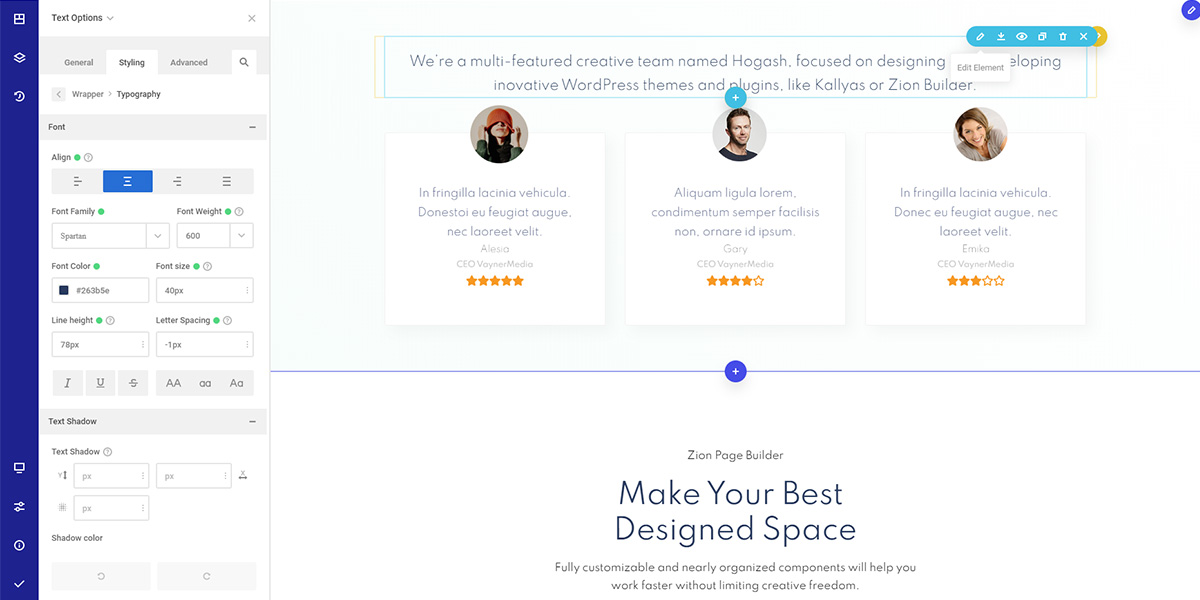 Text Options
General Styling Advanced
Wrapper > Typography
Font
Align
Font Family Font Weight
Spartan 600
Font Color Font size
#263b5e 40px
Line height Letter Spacing
78px -1px
I U S AA aa Aa
Text Shadow
Text Shadow
px px
px
Shadow color
We're a multi-featured creative team named Hogash, focused on designing eloping
Edit Element
inovative WordPress themes and plugins, like Kallyas or Zion Builder.
In fringilla lacinia vehicula.
Donestoi eu feugiat augue,
nec laoreet velit.
Alesia
CEO VaynerMedia
Aliquam ligula lorem,
condimentum semper facilisis
non, ornare id ipsum.
Gary
CEO VaynerMedia
In fringilla lacinia vehicula.
Donec eu feugiat augue, nec
laoreet velit.
Emika
CEO VaynerMedia
Zion Page Builder
Make Your Best
Designed Space
Fully customizable and nearly organized components will help you
work faster without limiting creative freedom.